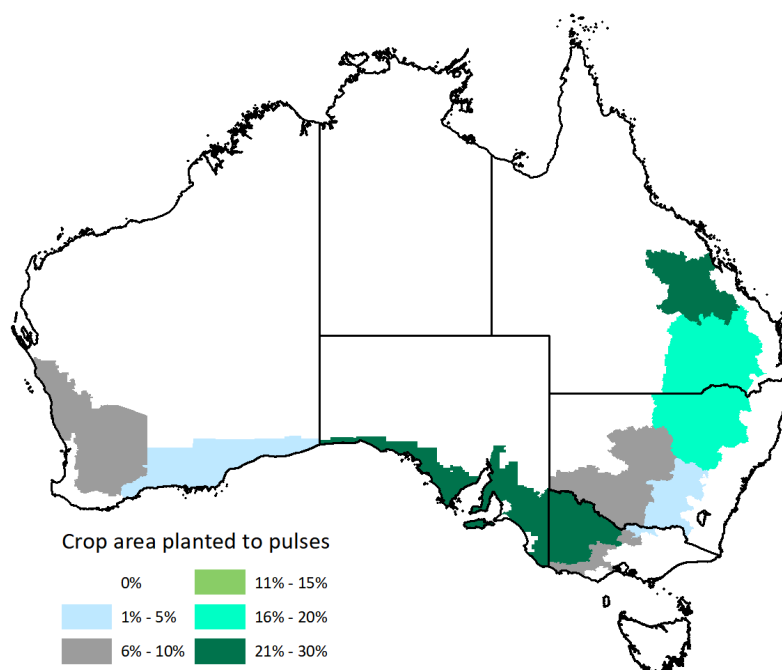 Crop area planted to pulses
0% 11% - 15%
1% - 5% 16% - 20%
6% - 10% 21% - 30%